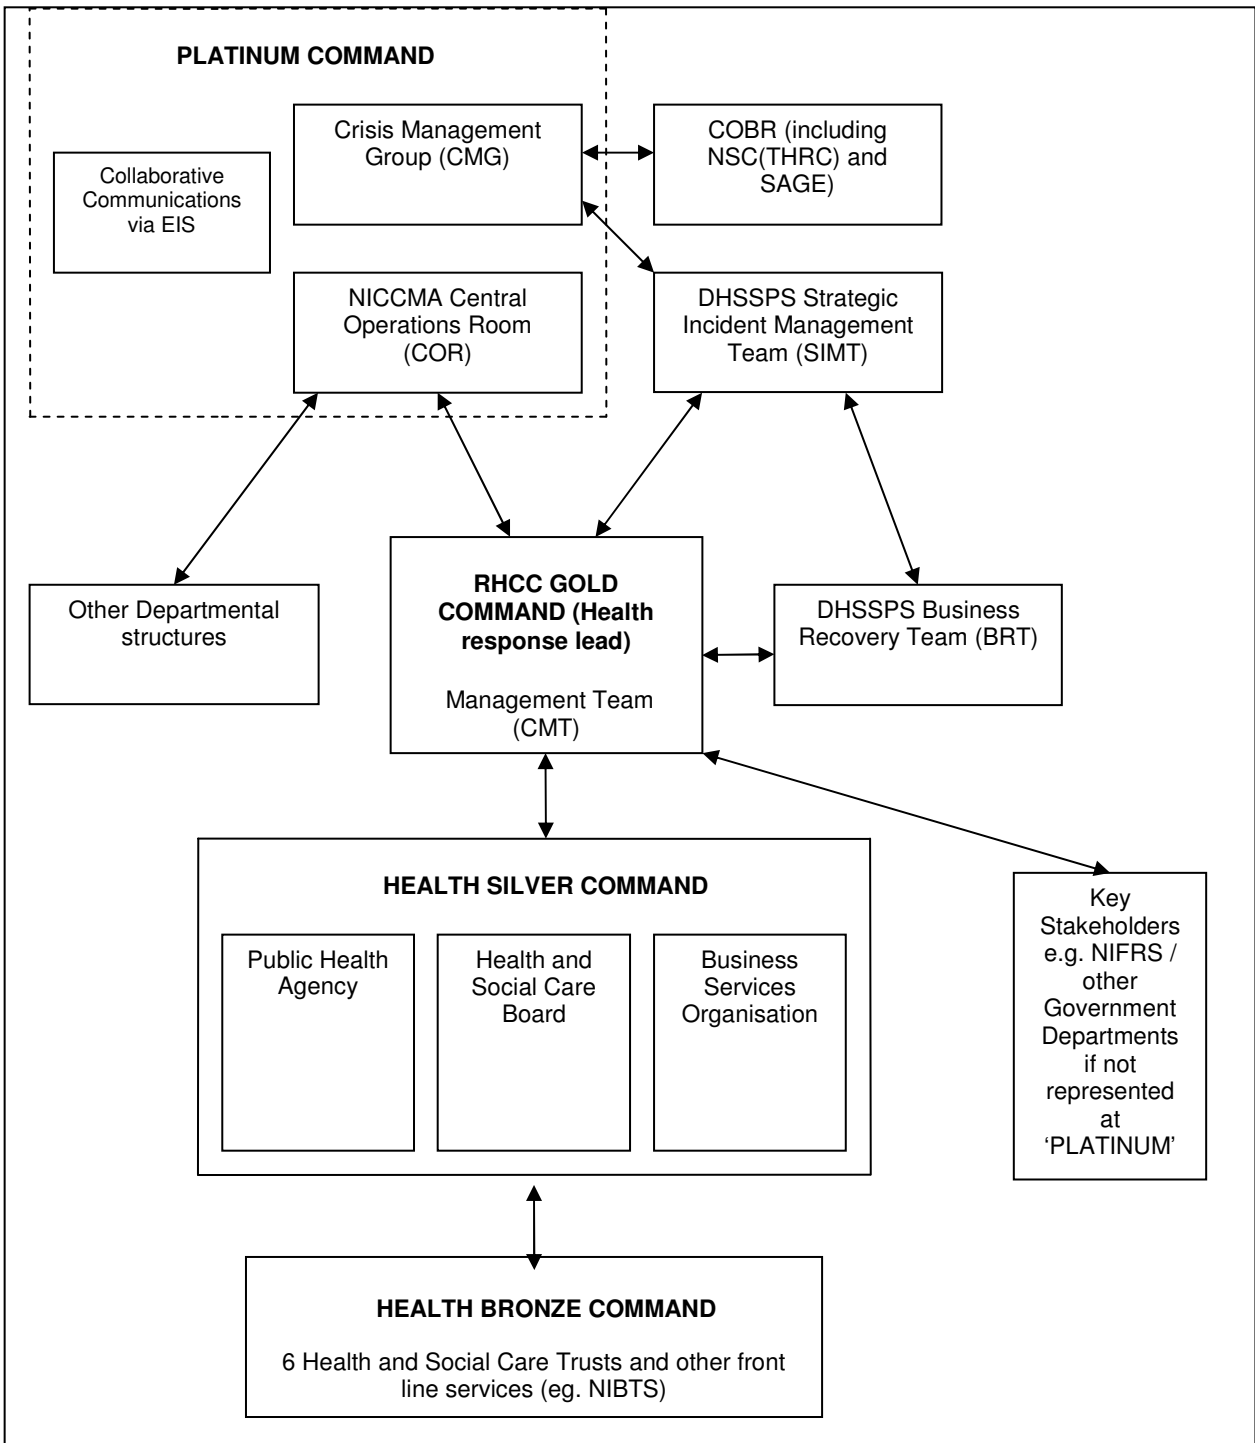 PLATINUM COMMAND
Crisis Management
Group (CMG)
COBR (including
NSC(THRC) and
SAGE)
Collaborative
Communications
via EIS
NICCMA Central
Operations Room
(COR)
DHSSPS Strategic
Incident Management
Team (SIMT)
Other Departmental
structures
RHCC GOLD
COMMAND (Health
response lead)
Management Team
(CMT)
DHSSPS Business
Recovery Team (BRT)
HEALTH SILVER COMMAND
Public Health
Agency
Health and
Social Care
Board
Business
Services
Organisation
Key
Stakeholders
e.g. NIFRS /
other
Government
Departments
if not
represented
at
‘PLATINUM’
HEALTH BRONZE COMMAND
6 Health and Social Care Trusts and other front
line services (eg. NIBTS)